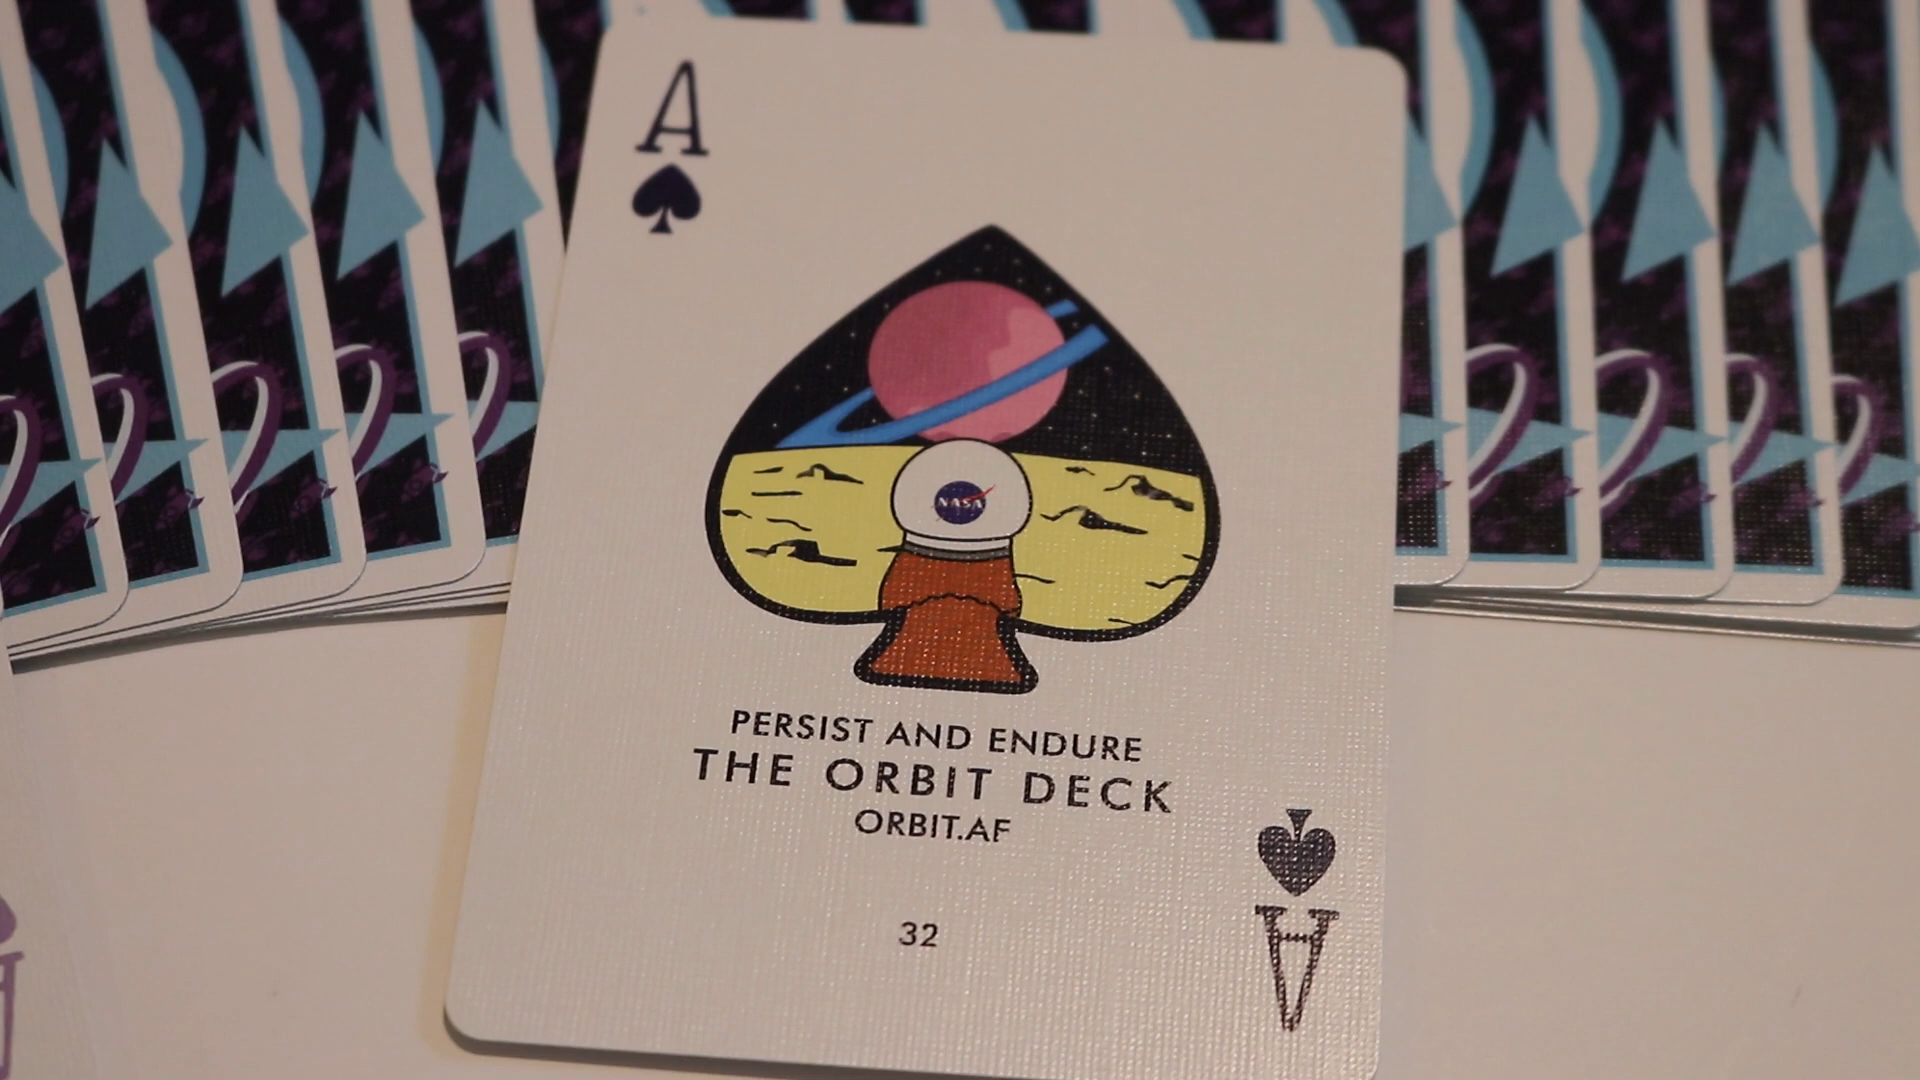 A
NASA
PERSIST AND ENDURE
THE ORBIT DECK
ORBIT.AF
32
A